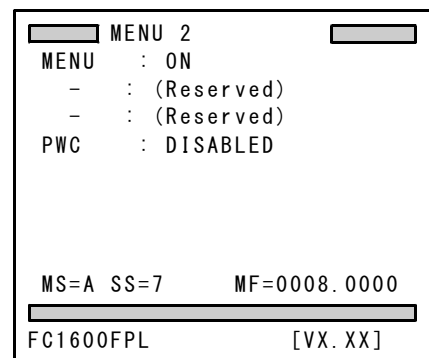 MENU 2
MENU : ON
- : (Reserved)
- : (Reserved)
PWC : DISABLED
MS=A SS=7 MF=0008.0000
FC1600FPL [VX.XX]